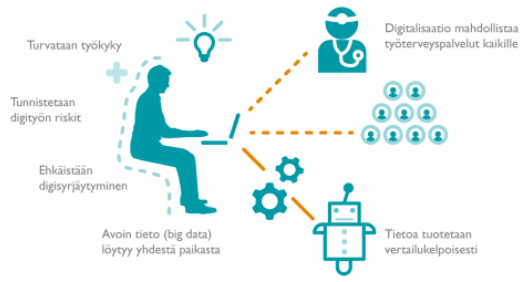 Turvataan työkyky
Tunnistetaan
digityön riskit
Ehkäistään
digisyrjäytyminen
Avoin tieto (big data)
löytyy yhdestä paikasta
Digitalisaatio mahdollistaa
työterveyspalvelut kaikille
Tietoa tuotetaan
vertailukelpoisesti